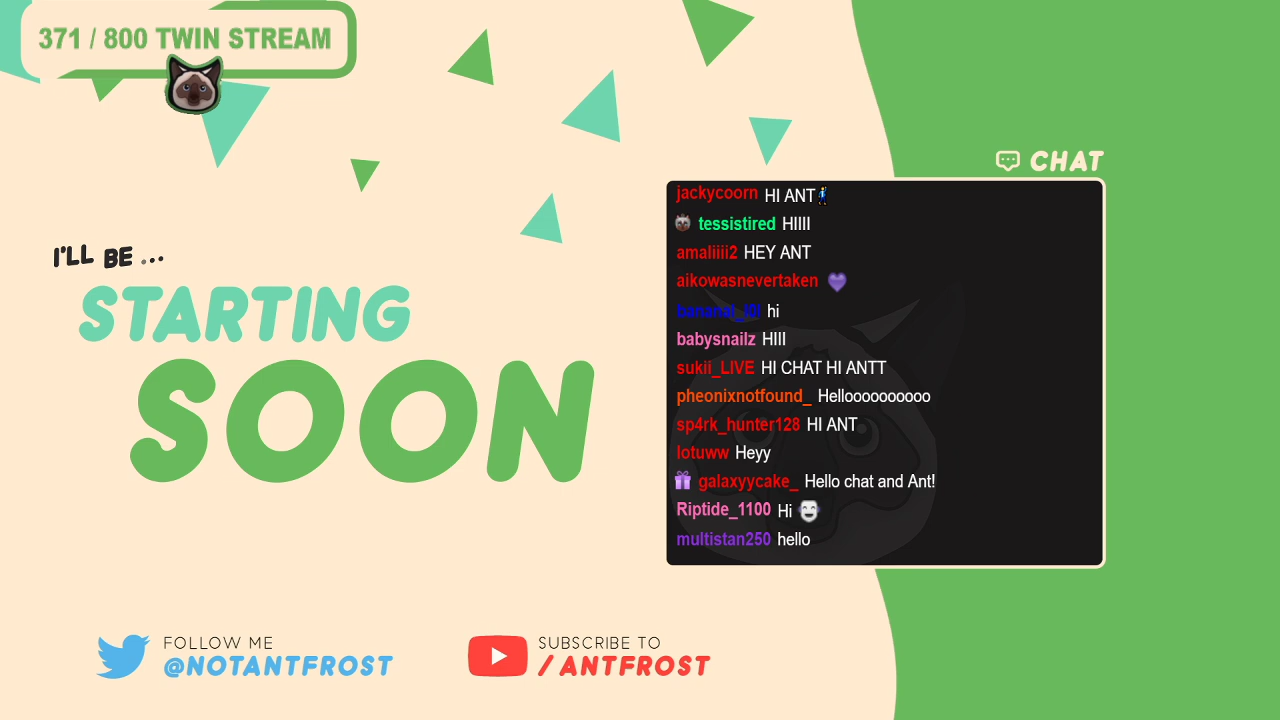 371 / 800 TWIN STREAM
I'LL BE ...
STARTING
SOON
CHAT
jackycoorn HI ANT
tessistired HIIII
amaliiii2 HEY ANT
aikowasnevertaken
hi
babysnailz HIII
sukii_LIVE HI CHAT HI ANTT
pheonixnotfound_ Helloooooooooo
sp4rk_hunter128 HI ANT
lotuww Heyy
galaxyycake_ Hello chat and Ant!
Riptide_1100 Hi
multistan250 hello
FOLLOW ME
@NOTANTFROST
SUBSCRIBE TO
/ANTFROST